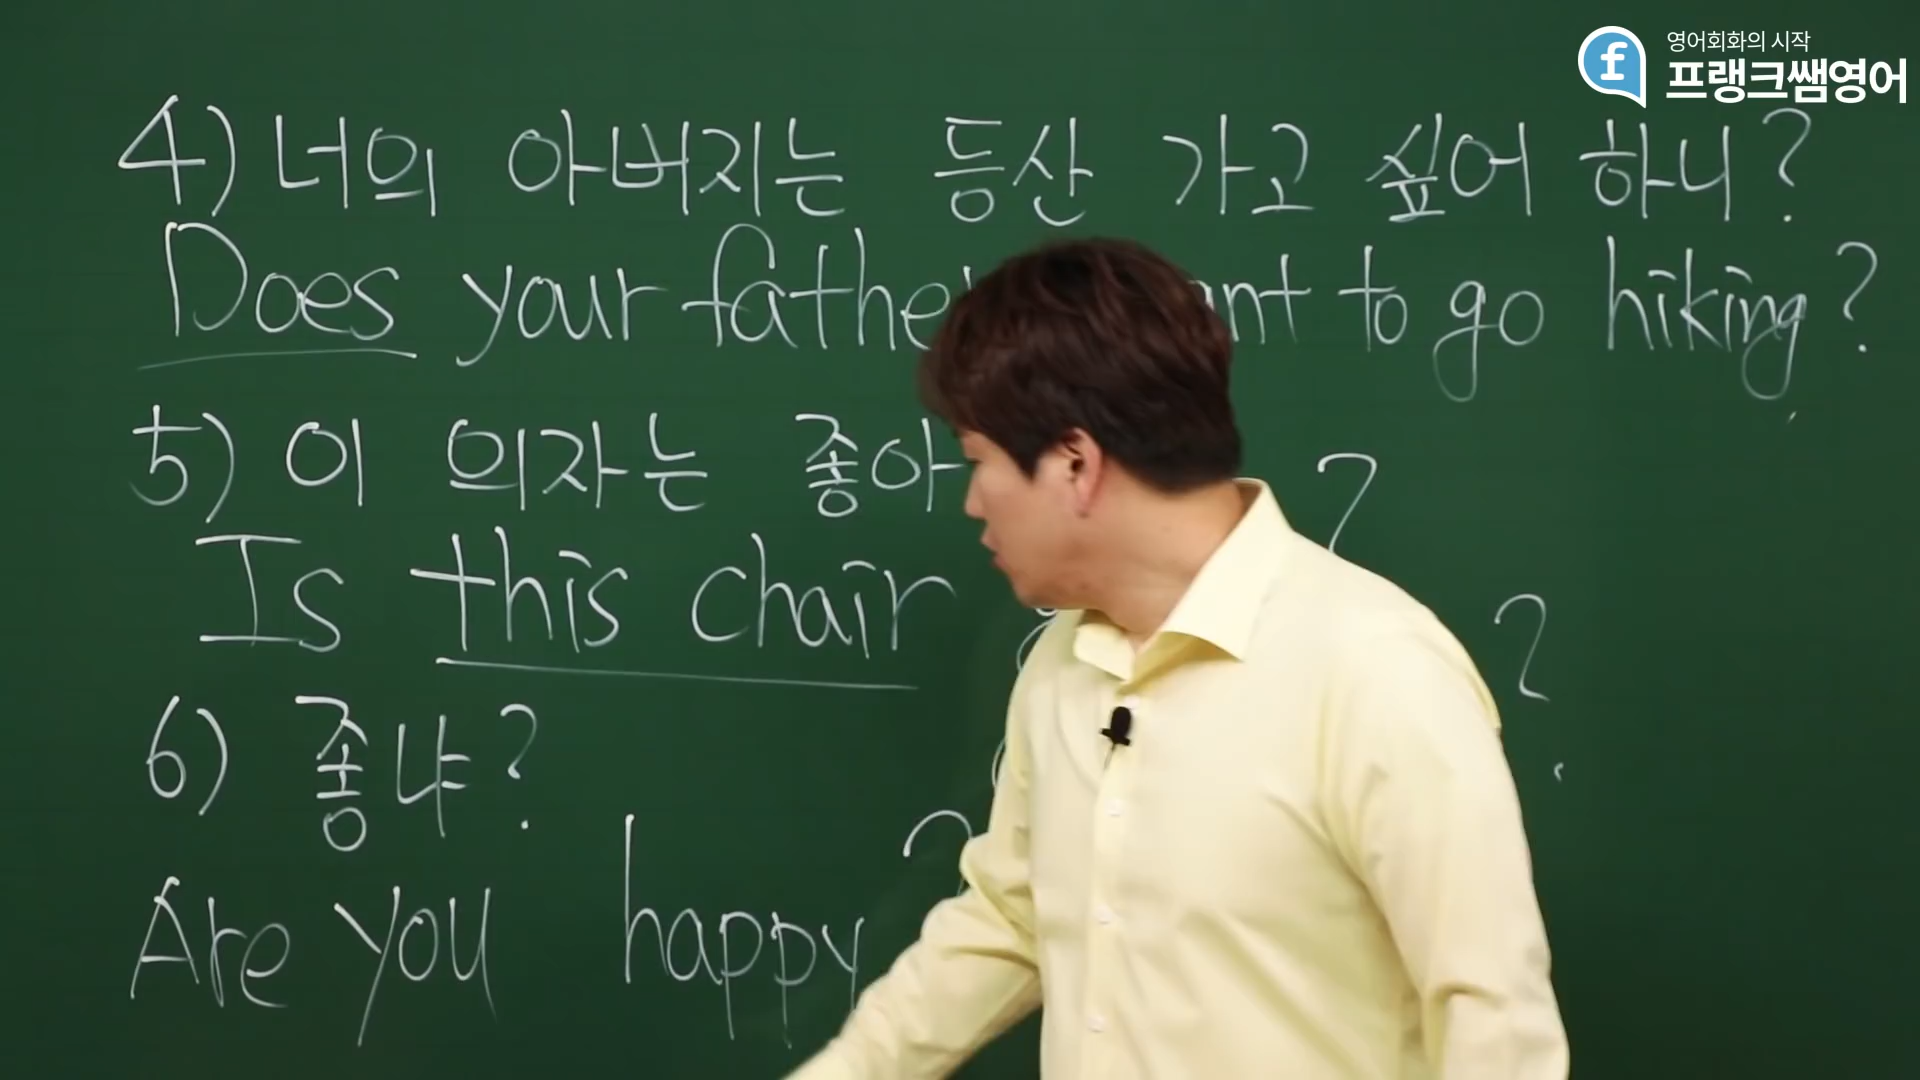 영어회화의 시작
프랭크쌤영어
4) 너의 아버지는 등산 가고 싶어 하니?
Does your father want to go hiking?
5) 이 의자는 좋아 ?
Is this chair ?
6) 좋냐?
Are you happy ?